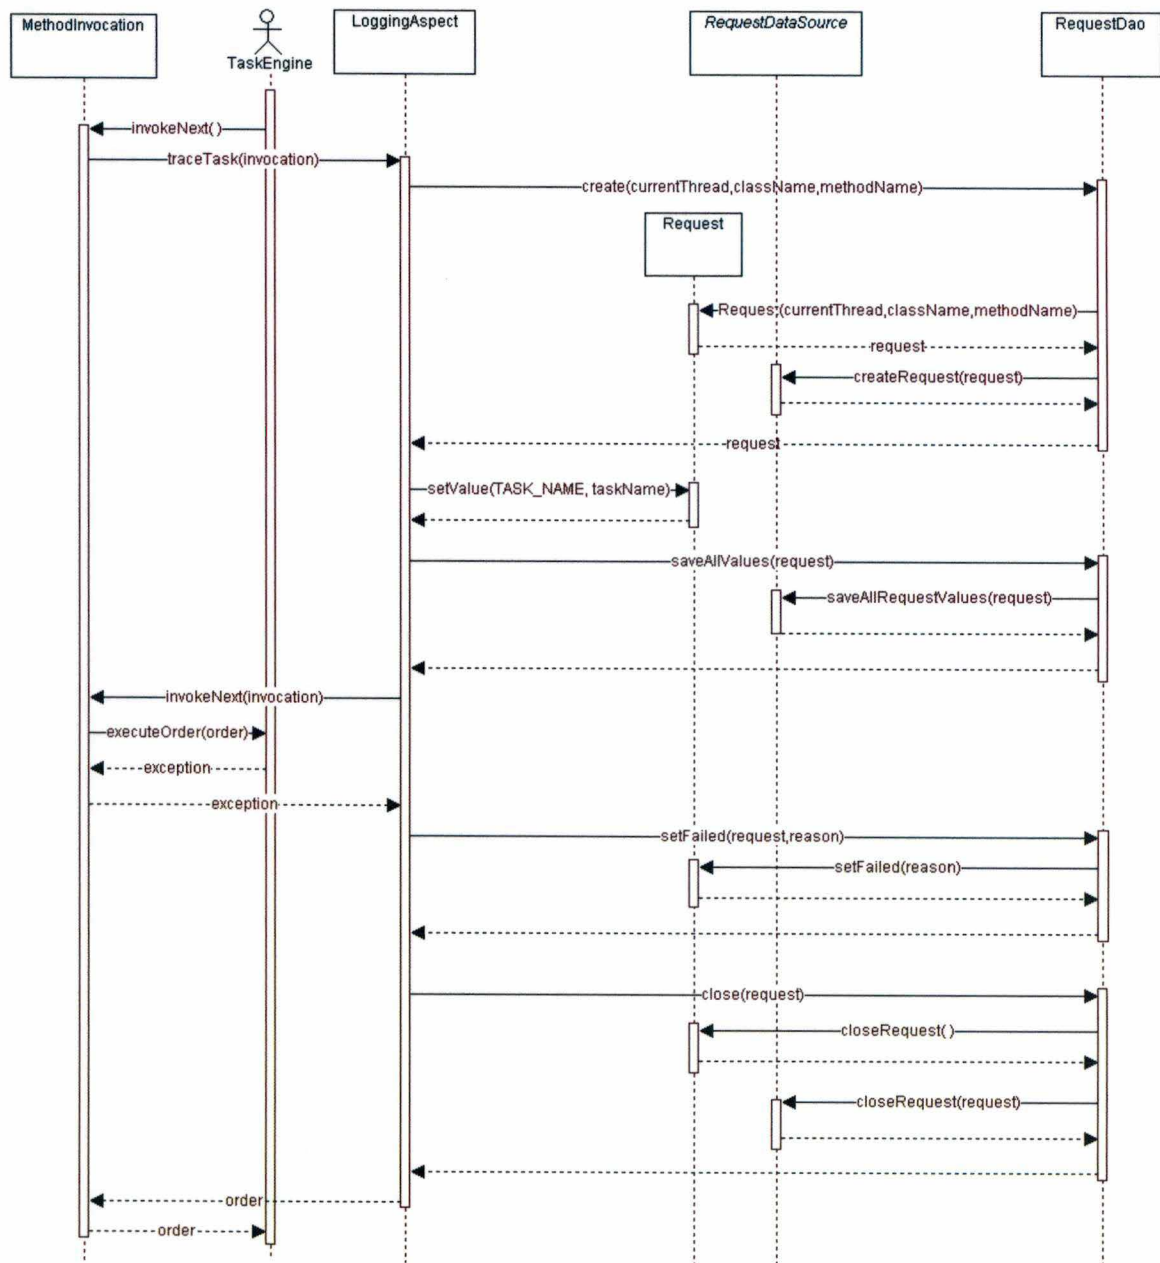 MethodInvocation
TaskEngine
LoggingAspect
RequestDataSource
RequestDao
invokeNext( )
traceTask(invocation)
create(currentThread,className,methodName)
Request
Request(currentThread,className,methodName)
request
createRequest(request)
request
setValue(TASK_NAME, taskName)
saveAllValues(request)
saveAllRequestValues(request)
invokeNext(invocation)
executeOrder(order)
exception
exception
setFailed(request,reason)
setFailed(reason)
close(request)
closeRequest( )
closeRequest(request)
order
order